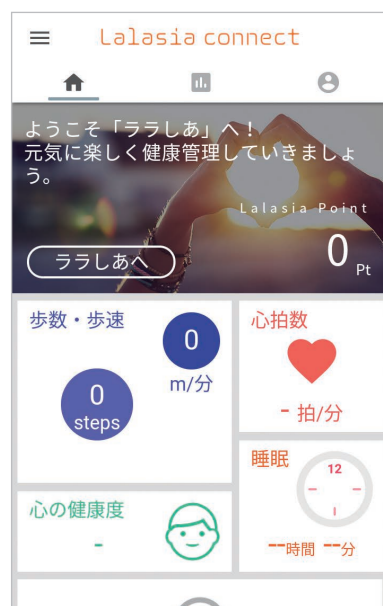 Lalasia connect
ようこそ「ララしあ」へ！
元気に楽しく健康管理していきましょ
う。
Lalasia Point
0 Pt
ララしあへ
歩数・歩速
0
m/分
0
steps
心拍数
- 拍/分
心の健康度
-
睡眠
12
--時間 --分